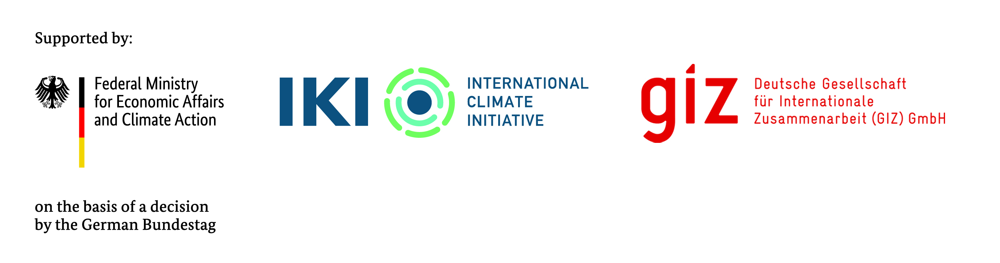 Supported by:
Federal Ministry
for Economic Affairs
and Climate Action
on the basis of a decision
by the German Bundestag
IKI
INTERNATIONAL
CLIMATE
INITIATIVE
giz
Deutsche Gesellschaft
für Internationale
Zusammenarbeit (GIZ) GmbH